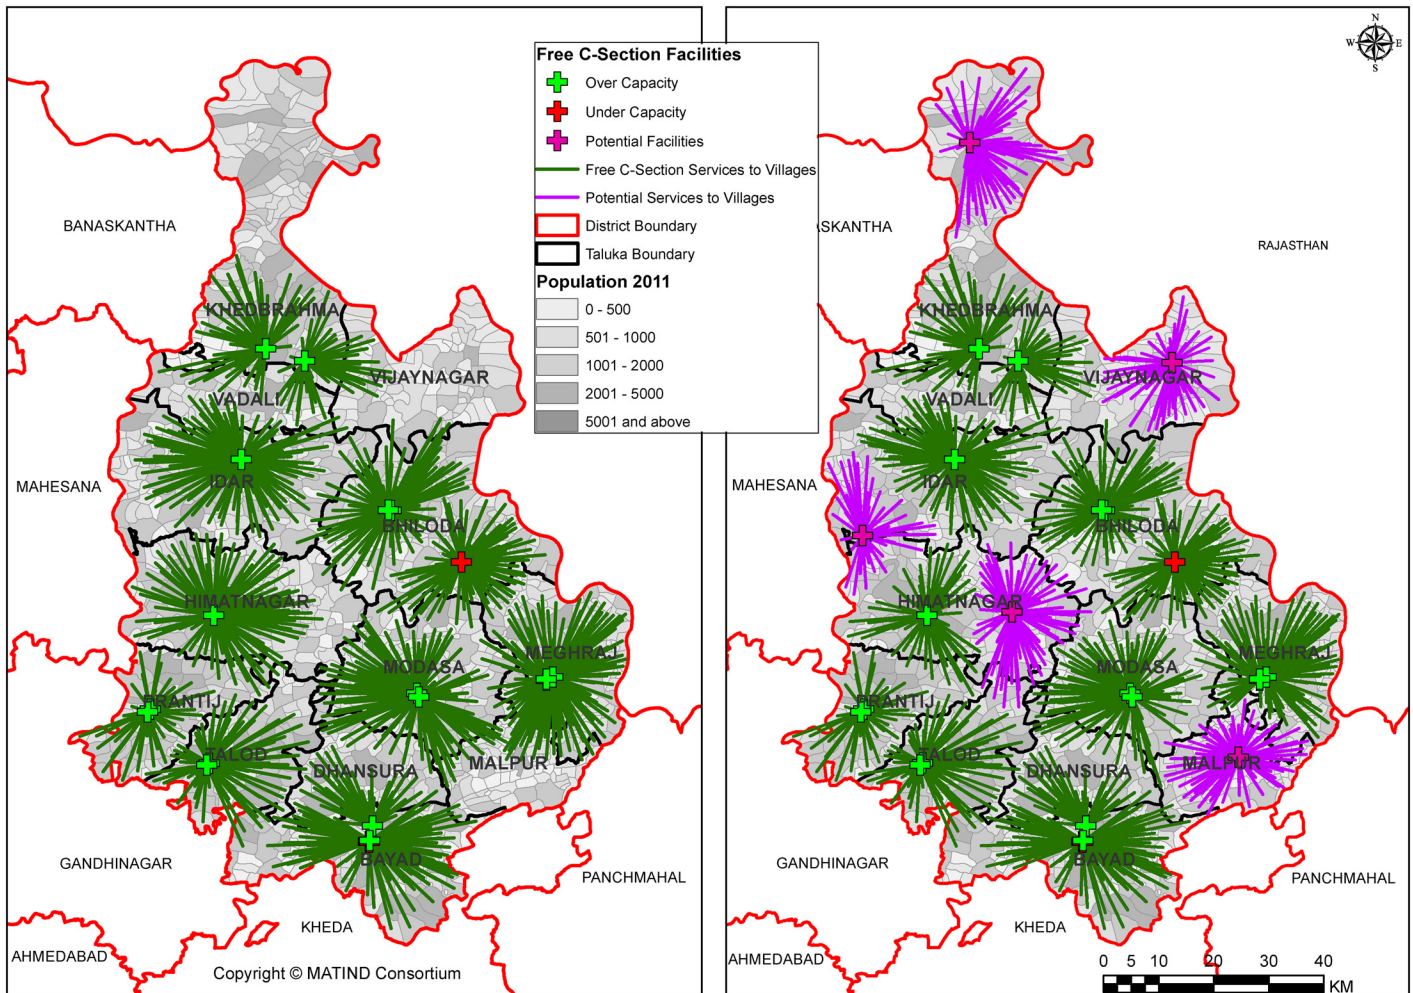 Free C-Section Facilities
Over Capacity
Under Capacity
Potential Facilities
Free C-Section Services to Villages
Potential Services to Villages
District Boundary
Taluka Boundary
Population 2011
0 - 500
501 - 1000
1001 - 2000
2001 - 5000
5001 and above
BANASKANTHA
KHEDBRAHMA
VIJAYNAGAR
VADALI
MAHESANA
IDAR
BHILODA
HIMATNAGAR
MODASA
MEGHRAJ
PRANTIJ
TALOD
DHANSURA
MALPUR
BAYAD
GANDHINAGAR
PANCHMAHAL
KHEDA
AHMEDABAD
Copyright © MATIND Consortium
N
W E
S
SKANTHA
RAJASTHAN
KHEDBRAHMA
VIJAYNAGAR
VADALI
MAHESANA
IDAR
BHILODA
HIMATNAGAR
MODASA
MEGHRAJ
PRANTIJ
TALOD
DHANSURA
MALPUR
BAYAD
GANDHINAGAR
PANCHMAHAL
KHEDA
AHMEDABAD
0 5 10 20 30 40
KM